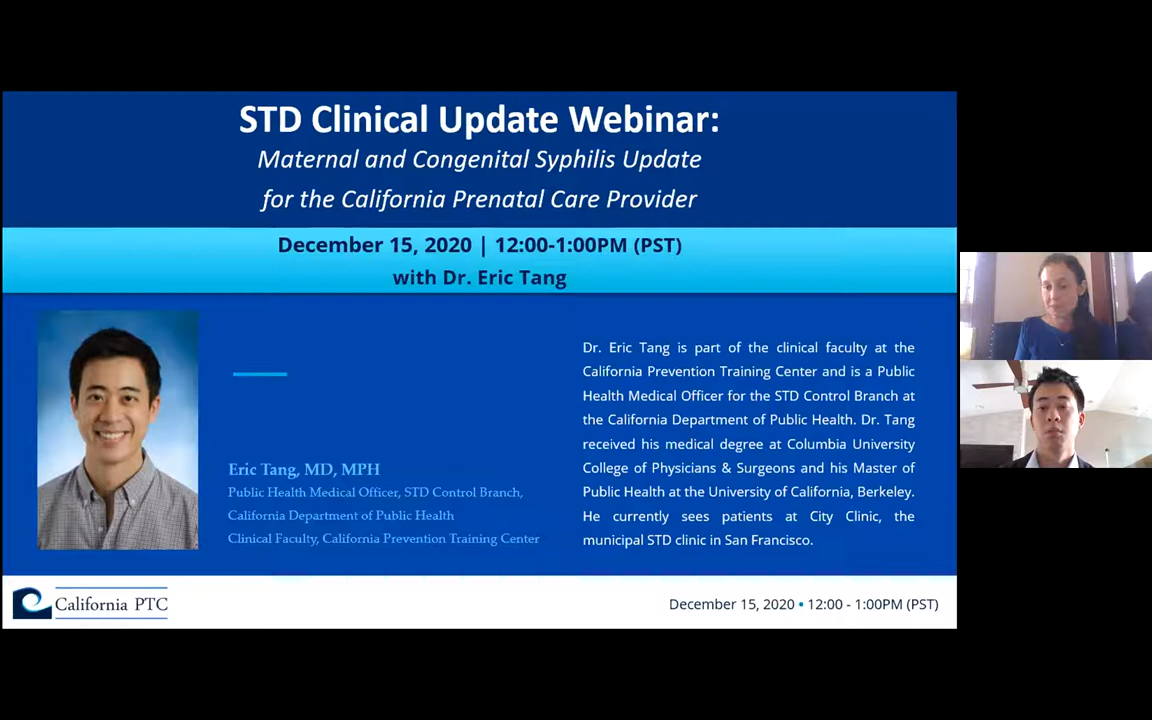 STD Clinical Update Webinar:
Maternal and Congenital Syphilis Update
for the California Prenatal Care Provider
December 15, 2020 | 12:00-1:00PM (PST)
with Dr. Eric Tang
Eric Tang, MD, MPH
Public Health Medical Officer, STD Control Branch,
California Department of Public Health
Clinical Faculty, California Prevention Training Center
Dr. Eric Tang is part of the clinical faculty at the
California Prevention Training Center and is a Public
Health Medical Officer for the STD Control Branch at
the California Department of Public Health. Dr. Tang
received his medical degree at Columbia University
College of Physicians & Surgeons and his Master of
Public Health at the University of California, Berkeley.
He currently sees patients at City Clinic, the
municipal STD clinic in San Francisco.
California PTC
December 15, 2020 • 12:00 - 1:00PM (PST)